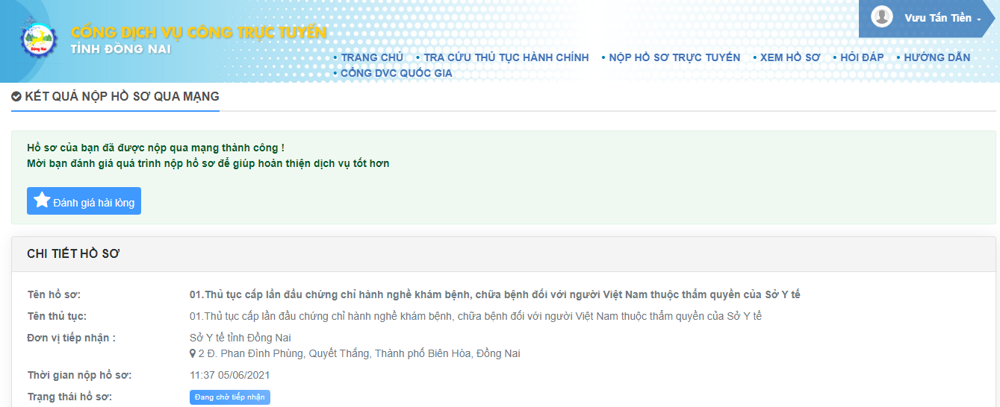 Vưu Tấn Tiền
CỔNG DỊCH VỤ CÔNG TRỰC TUYẾN
TỈNH ĐỒNG NAI
Đồng Nai
• TRANG CHỦ • TRA CỨU THỦ TỤC HÀNH CHÍNH • NỘP HỒ SƠ TRỰC TUYẾN • XEM HỒ SƠ • HỎI ĐÁP • HƯỚNG DẪN
• CỔNG DVC QUỐC GIA
KẾT QUẢ NỘP HỒ SƠ QUA MẠNG
Hồ sơ của bạn đã được nộp qua mạng thành công !
Mời bạn đánh giá quá trình nộp hồ sơ để giúp hoàn thiện dịch vụ tốt hơn
Đánh giá hài lòng
CHI TIẾT HỒ SƠ
Tên hồ sơ: 01.Thủ tục cấp lần đầu chứng chỉ hành nghề khám bệnh, chữa bệnh đối với người Việt Nam thuộc thẩm quyền của Sở Y tế
Tên thủ tục: 01.Thủ tục cấp lần đầu chứng chỉ hành nghề khám bệnh, chữa bệnh đối với người Việt Nam thuộc thẩm quyền của Sở Y tế
Đơn vị tiếp nhận : Sở Y tế tỉnh Đồng Nai
2 Đ. Phan Đình Phùng, Quyết Thắng, Thành phố Biên Hòa, Đồng Nai
Thời gian nộp hồ sơ: 11:37 05/06/2021
Trạng thái hồ sơ: Đang chờ tiếp nhận